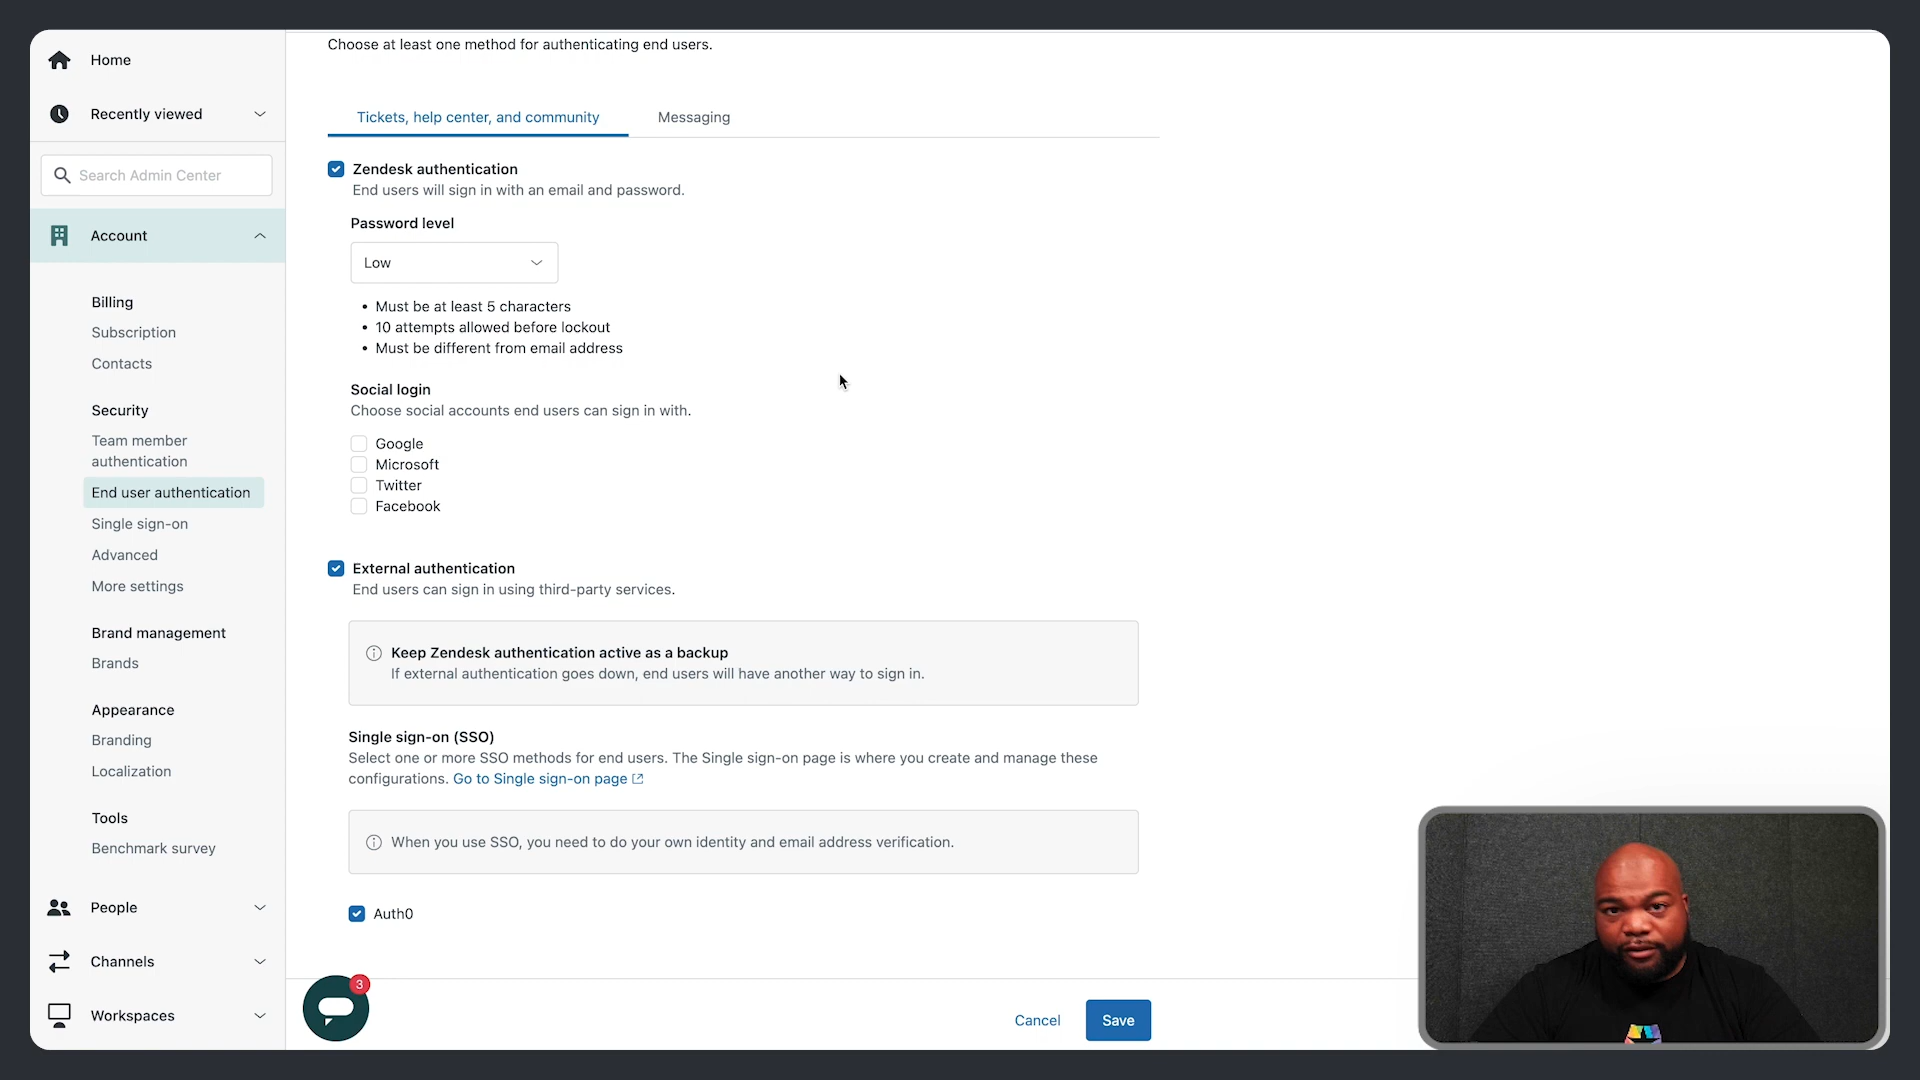 Home
Recently viewed
Search Admin Center
Account
Billing
Subscription
Contacts
Security
Team member
authentication
End user authentication
Single sign-on
Advanced
More settings
Brand management
Brands
Appearance
Branding
Localization
Tools
Benchmark survey
People
Channels
Workspaces
Choose at least one method for authenticating end users.
Tickets, help center, and community
Messaging
Zendesk authentication
End users will sign in with an email and password.
Password level
Low
• Must be at least 5 characters
• 10 attempts allowed before lockout
• Must be different from email address
Social login
Choose social accounts end users can sign in with.
Google
Microsoft
Twitter
Facebook
External authentication
End users can sign in using third-party services.
Keep Zendesk authentication active as a backup
If external authentication goes down, end users will have another way to sign in.
Single sign-on (SSO)
Select one or more SSO methods for end users. The Single sign-on page is where you create and manage these
configurations. Go to Single sign-on page
When you use SSO, you need to do your own identity and email address verification.
Auth0
3
Cancel
Save